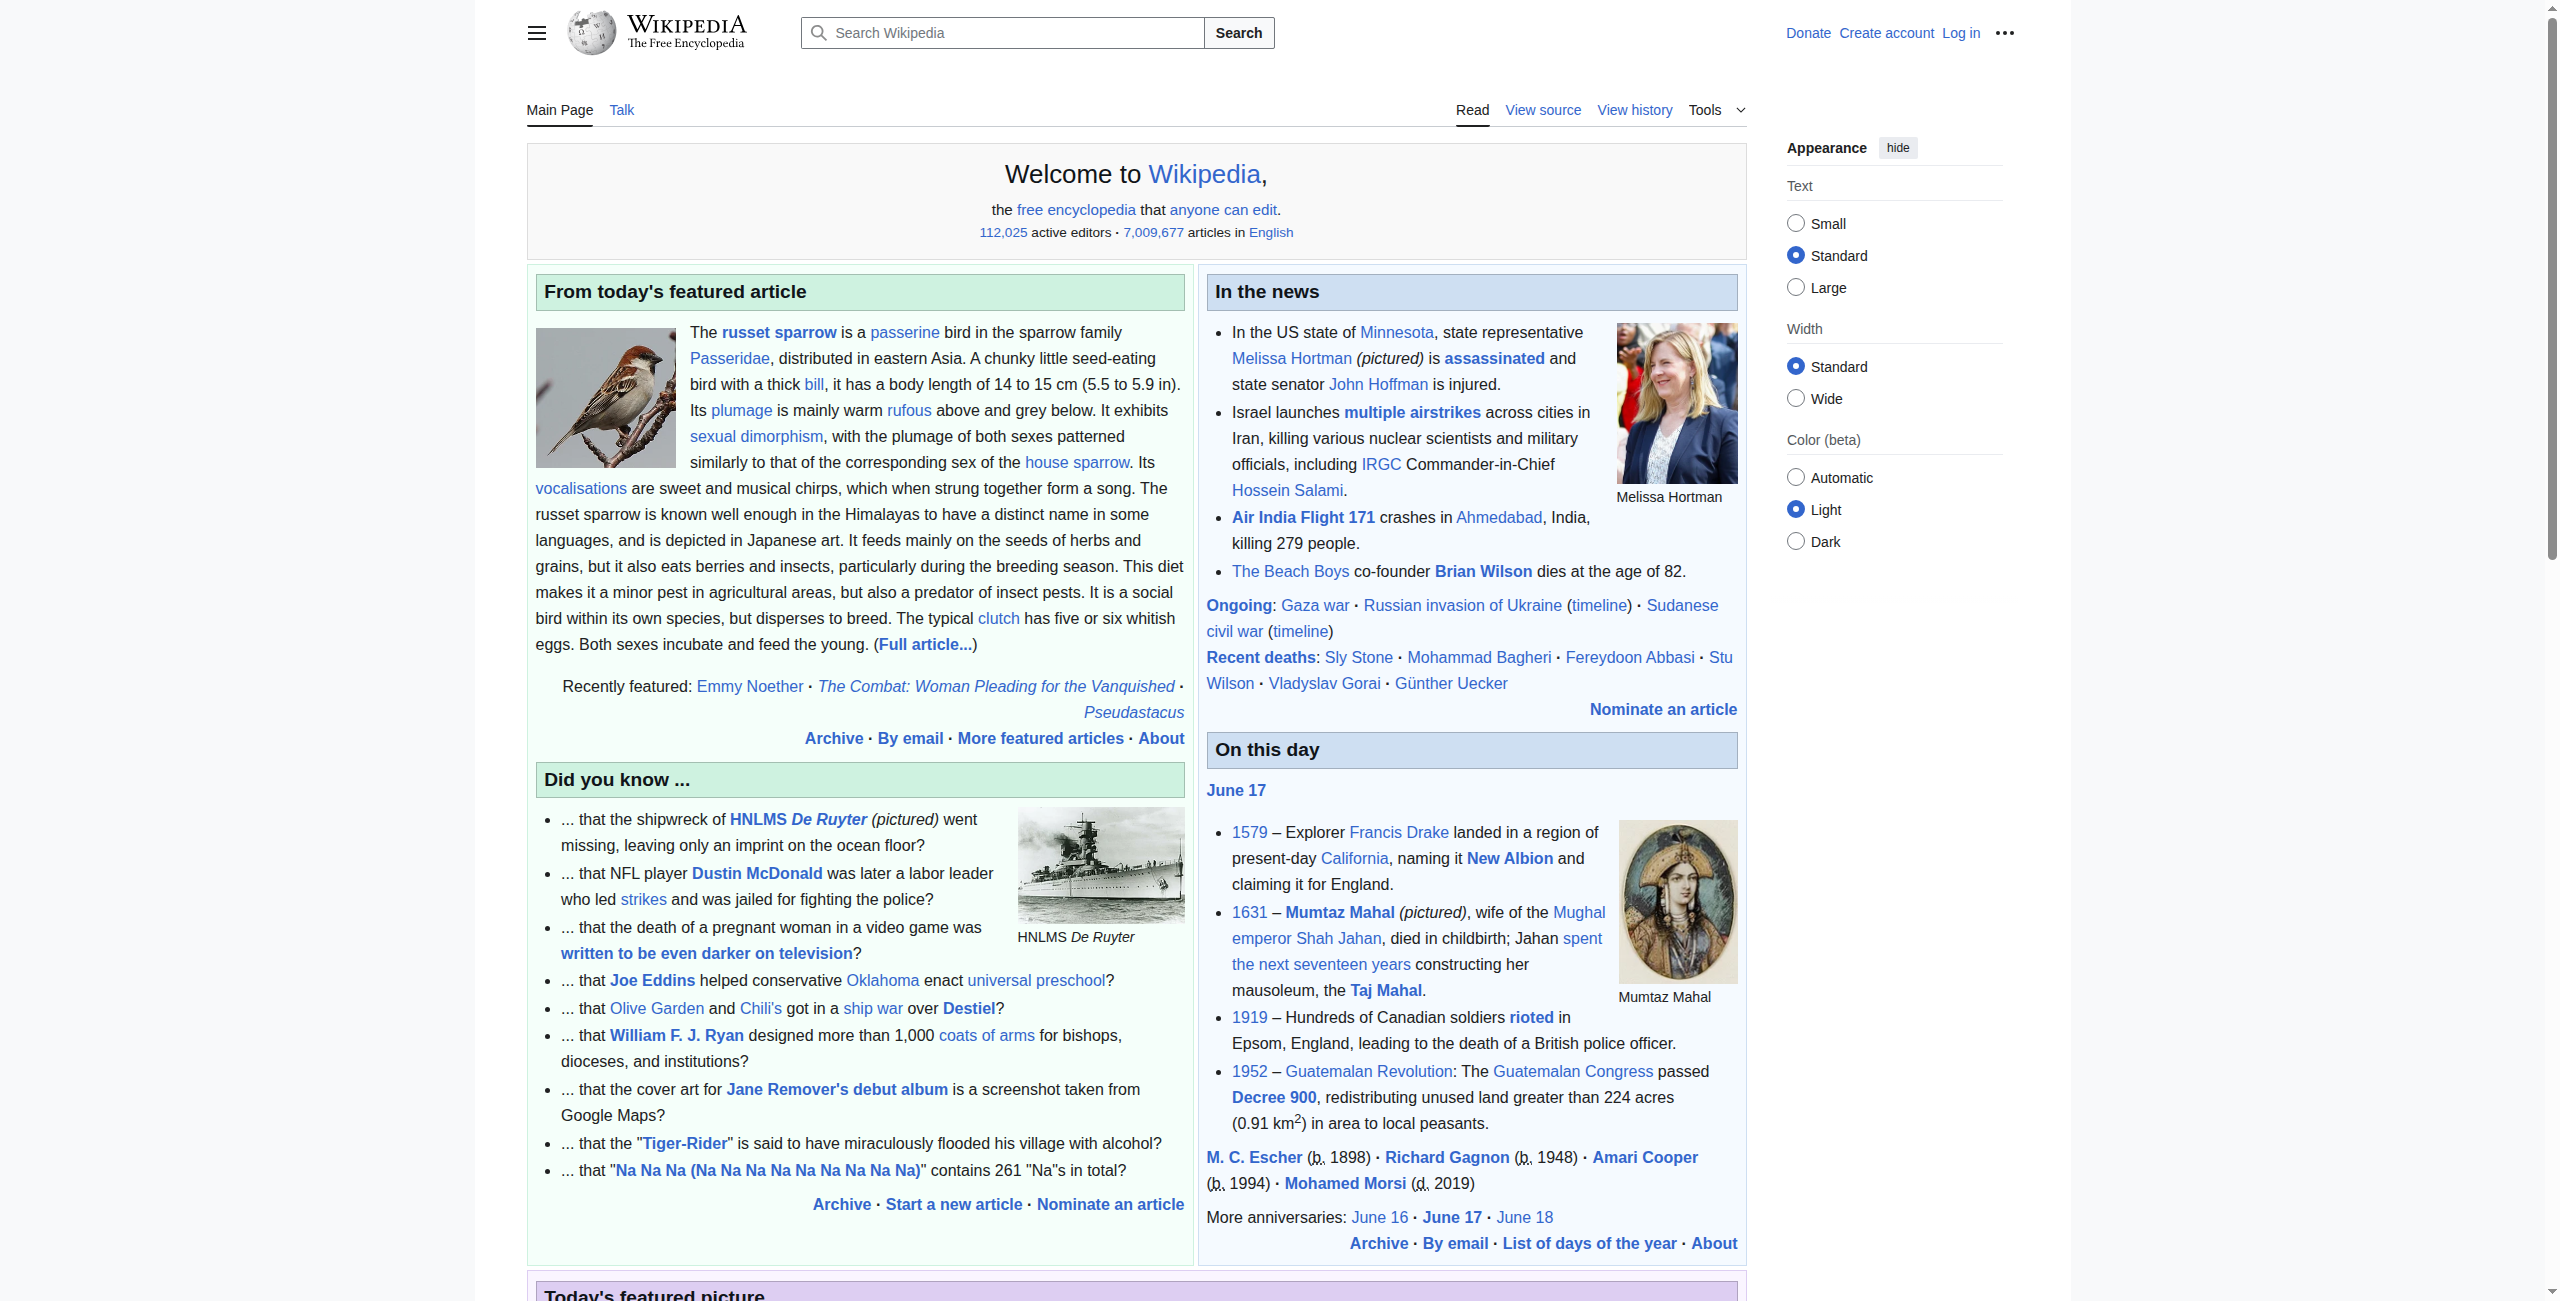 WIKIPEDIA
The Free Encyclopedia
Search Wikipedia
Search
Donate Create account Log in
Main Page Talk
Read View source View history Tools
Welcome to Wikipedia,
the free encyclopedia that anyone can edit.
112,025 active editors · 7,009,677 articles in English
From today's featured article
The russet sparrow is a passerine bird in the sparrow family
Passeridae, distributed in eastern Asia. A chunky little seed-eating
bird with a thick bill, it has a body length of 14 to 15 cm (5.5 to 5.9 in).
Its plumage is mainly warm rufous above and grey below. It exhibits
sexual dimorphism, with the plumage of both sexes patterned
similarly to that of the corresponding sex of the house sparrow. Its
vocalisations are sweet and musical chirps, which when strung together form a song. The
russet sparrow is known well enough in the Himalayas to have a distinct name in some
languages, and is depicted in Japanese art. It feeds mainly on the seeds of herbs and
grains, but it also eats berries and insects, particularly during the breeding season. This diet
makes it a minor pest in agricultural areas, but also a predator of insect pests. It is a social
bird within its own species, but disperses to breed. The typical clutch has five or six whitish
eggs. Both sexes incubate and feed the young. (Full article...)
Recently featured: Emmy Noether · The Combat: Woman Pleading for the Vanquished ·
Pseudastacus
Archive · By email · More featured articles · About
Did you know ...
... that the shipwreck of HNLMS De Ruyter (pictured) went
missing, leaving only an imprint on the ocean floor?
... that NFL player Dustin McDonald was later a labor leader
who led strikes and was jailed for fighting the police?
... that the death of a pregnant woman in a video game was
written to be even darker on television?
HNLMS De Ruyter
... that Joe Eddins helped conservative Oklahoma enact universal preschool?
... that Olive Garden and Chili's got in a ship war over Destiel?
... that William F. J. Ryan designed more than 1,000 coats of arms for bishops,
dioceses, and institutions?
... that the cover art for Jane Remover's debut album is a screenshot taken from
Google Maps?
... that the "Tiger-Rider" is said to have miraculously flooded his village with alcohol?
... that "Na Na Na (Na Na Na Na Na Na Na Na Na)" contains 261 "Na"s in total?
Archive · Start a new article · Nominate an article
In the news
In the US state of Minnesota, state representative
Melissa Hortman (pictured) is assassinated and
state senator John Hoffman is injured.
Israel launches multiple airstrikes across cities in
Iran, killing various nuclear scientists and military
officials, including IRGC Commander-in-Chief
Hossein Salami.
Melissa Hortman
Air India Flight 171 crashes in Ahmedabad, India,
killing 279 people.
The Beach Boys co-founder Brian Wilson dies at the age of 82.
Ongoing: Gaza war · Russian invasion of Ukraine (timeline) · Sudanese
civil war (timeline)
Recent deaths: Sly Stone · Mohammad Bagheri · Fereydoon Abbasi · Stu
Wilson · Vladyslav Gorai · Günther Uecker
Nominate an article
On this day
June 17
1579 – Explorer Francis Drake landed in a region of
present-day California, naming it New Albion and
claiming it for England.
1631 – Mumtaz Mahal (pictured), wife of the Mughal
emperor Shah Jahan, died in childbirth; Jahan spent
the next seventeen years constructing her
mausoleum, the Taj Mahal.
Mumtaz Mahal
1919 – Hundreds of Canadian soldiers rioted in
Epsom, England, leading to the death of a British police officer.
1952 – Guatemalan Revolution: The Guatemalan Congress passed
Decree 900, redistributing unused land greater than 224 acres
(0.91 km2) in area to local peasants.
M. C. Escher (b. 1898) · Richard Gagnon (b. 1948) · Amari Cooper
(b. 1994) · Mohamed Morsi (d. 2019)
More anniversaries: June 16 · June 17 · June 18
Archive · By email · List of days of the year · About
Today's featured picture
Appearance hide
Text
Small
Standard
Large
Width
Standard
Wide
Color (beta)
Automatic
Light
Dark